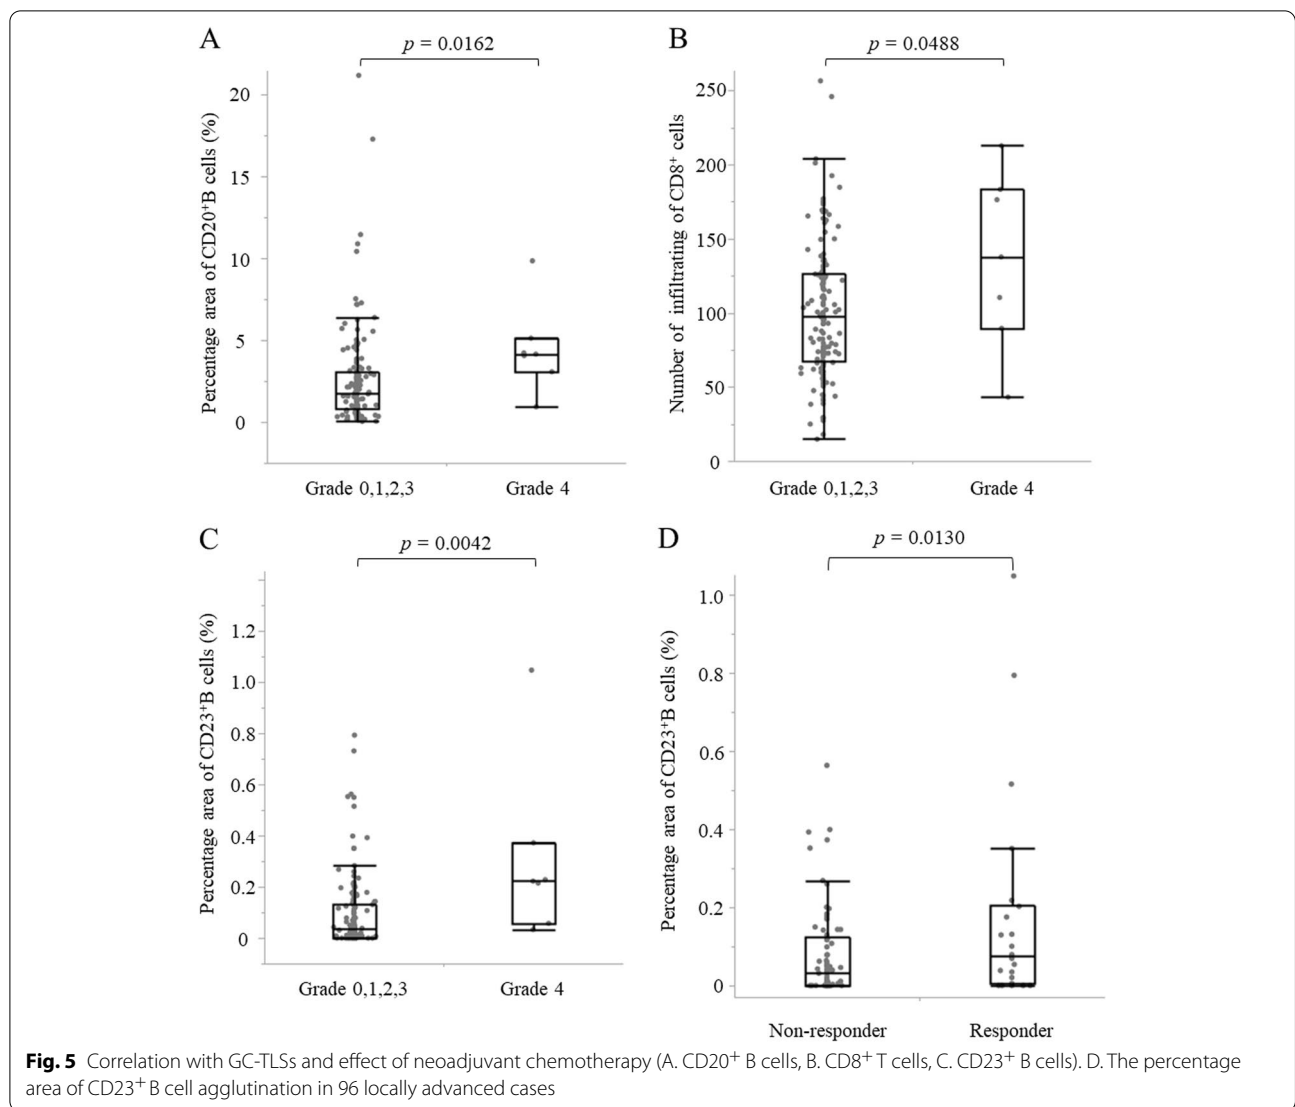 A
p = 0.0162
Percentage area of CD20⁺B cells (%)
20
15
10
5
0
Grade 0,1,2,3
Grade 4
B
p = 0.0488
Number of infiltrating of CD8⁺ cells
250
200
150
100
50
0
Grade 0,1,2,3
Grade 4
C
p = 0.0042
Percentage area of CD23⁺B cells (%)
1.2
1.0
0.8
0.6
0.4
0.2
0
Grade 0,1,2,3
Grade 4
D
p = 0.0130
Percentage area of CD23⁺B cells (%)
1.0
0.8
0.6
0.4
0.2
0
Non-responder
Responder
Fig. 5 Correlation with GC-TLSs and effect of neoadjuvant chemotherapy (A. CD20⁺ B cells, B. CD8⁺ T cells, C. CD23⁺ B cells). D. The percentage
area of CD23⁺ B cell agglutination in 96 locally advanced cases